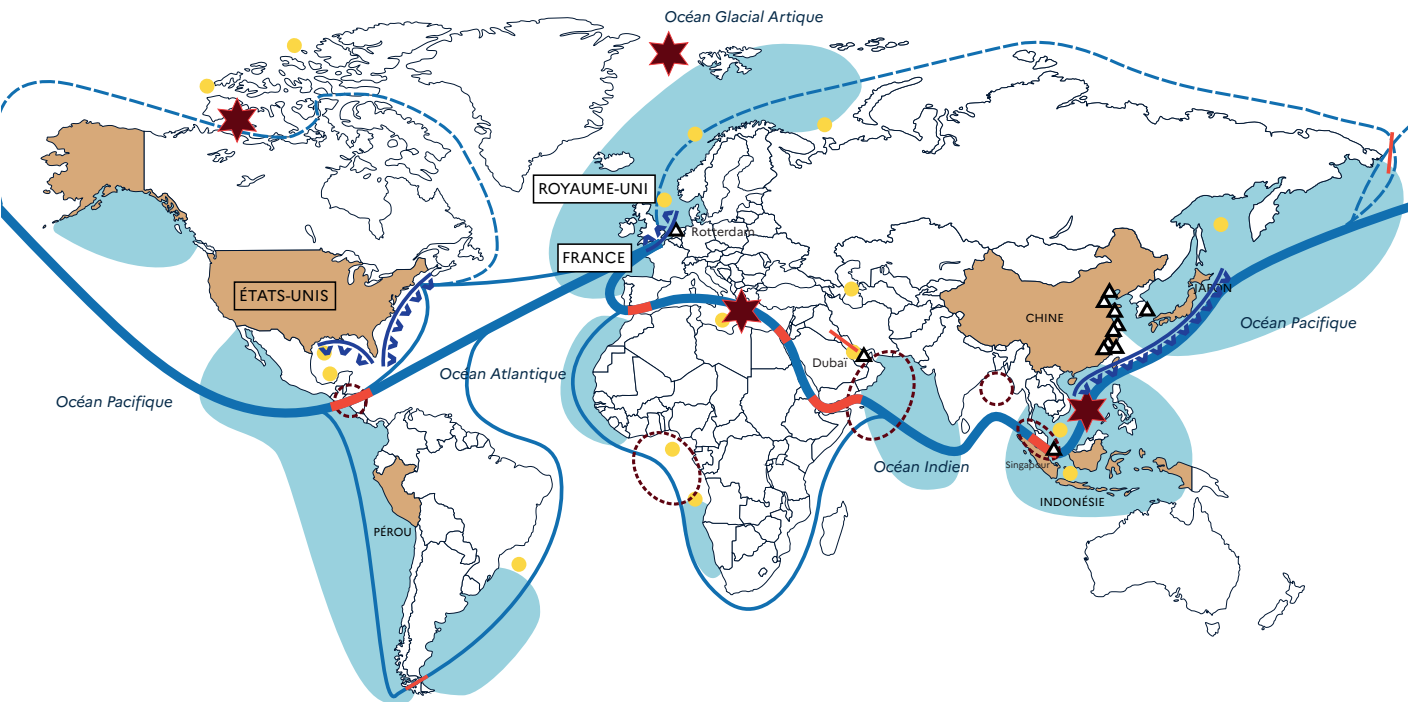 Océan Glacial Artique
ROYAUME-UNI
Rotterdam
FRANCE
ÉTATS-UNIS
JAPON
CHINE
Océan Pacifique
Dubaï
Océan Atlantique
Océan Pacifique
Océan Indien
Singapour
INDONÉSIE
PÉROU